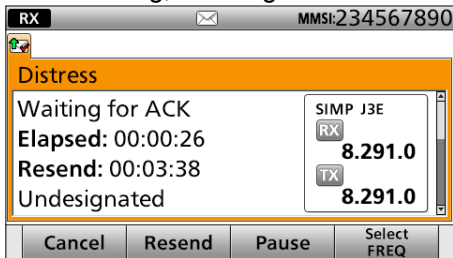 RX MMSI:234567890
Distress
Waiting for ACK
Elapsed: 00:00:26
Resend: 00:03:38
Undesignated
SIMP J3E
RX
8.291.0
TX
8.291.0
Cancel Resend Pause Select FREQ